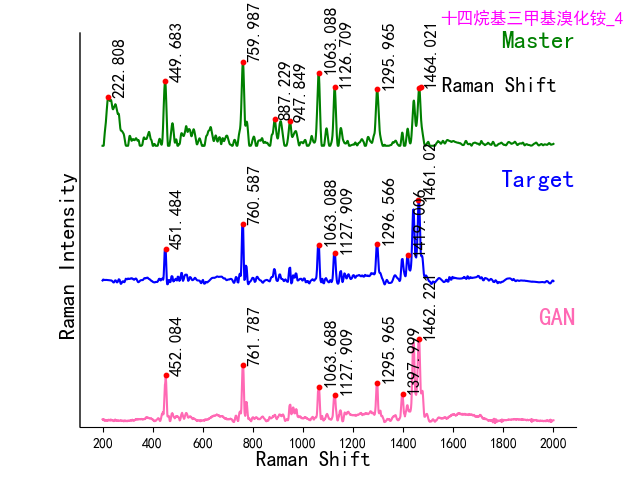 十四烷基三甲基溴化铵_4
Master
Raman Shift
222.808
449.683
759.987
887.229
947.849
1063.088
1126.709
1295.965
1464.021
Target
451.484
760.587
1063.088
1127.909
1296.566
1419.006
1461.02
GAN
452.084
761.787
1063.688
1127.909
1295.965
1397.999
1462.221
Raman Intensity
200 400 600 800 1000 1200 1400 1600 1800 2000
Raman Shift